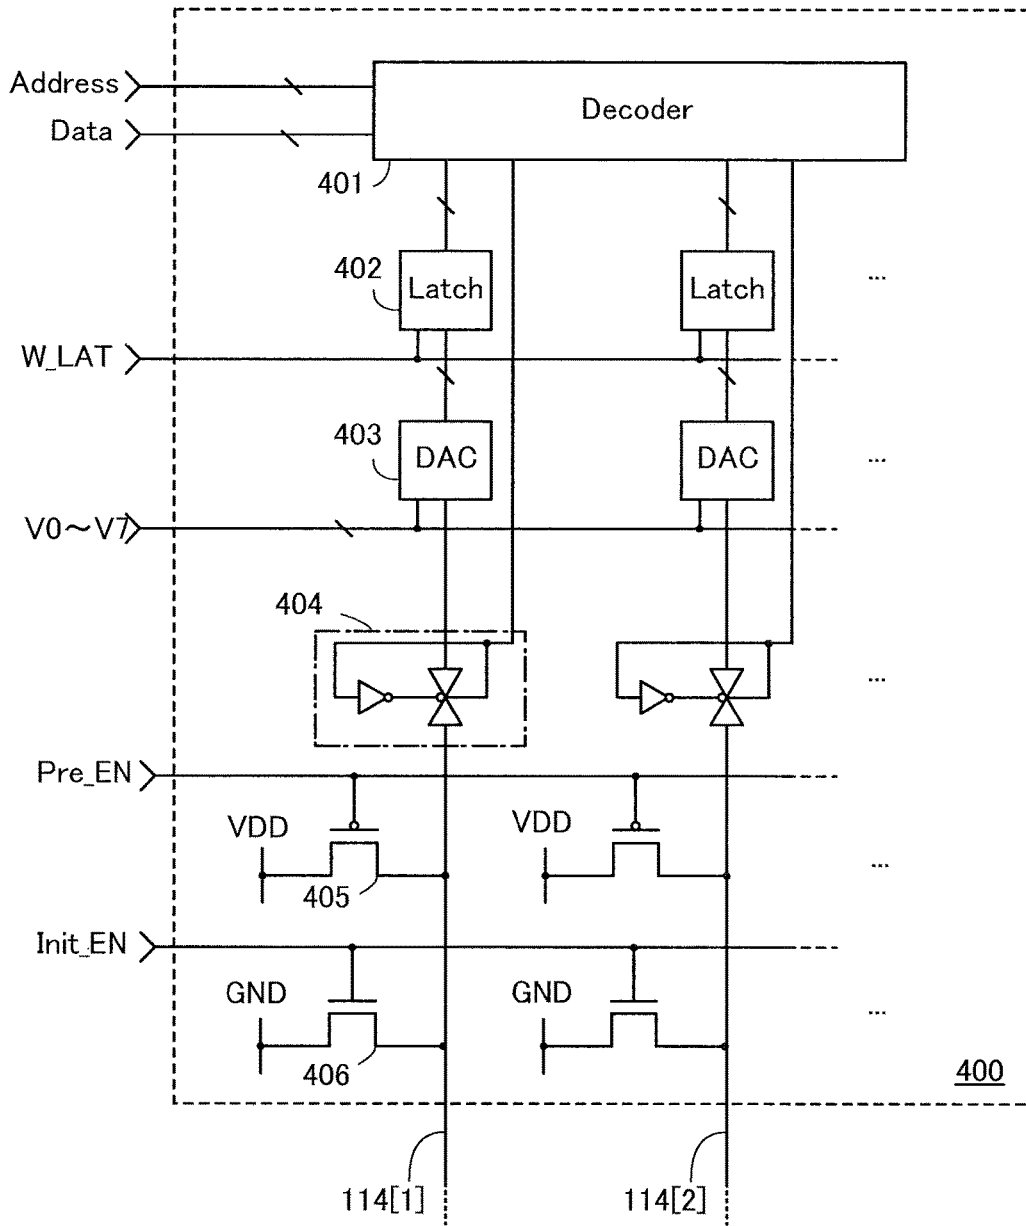 Address
Data
Decoder
401
402
Latch
Latch
...
W_LAT
403
DAC
DAC
...
V0～V7
404
...
Pre_EN
VDD
VDD
405
...
Init_EN
GND
GND
406
...
400
114[1]
114[2]